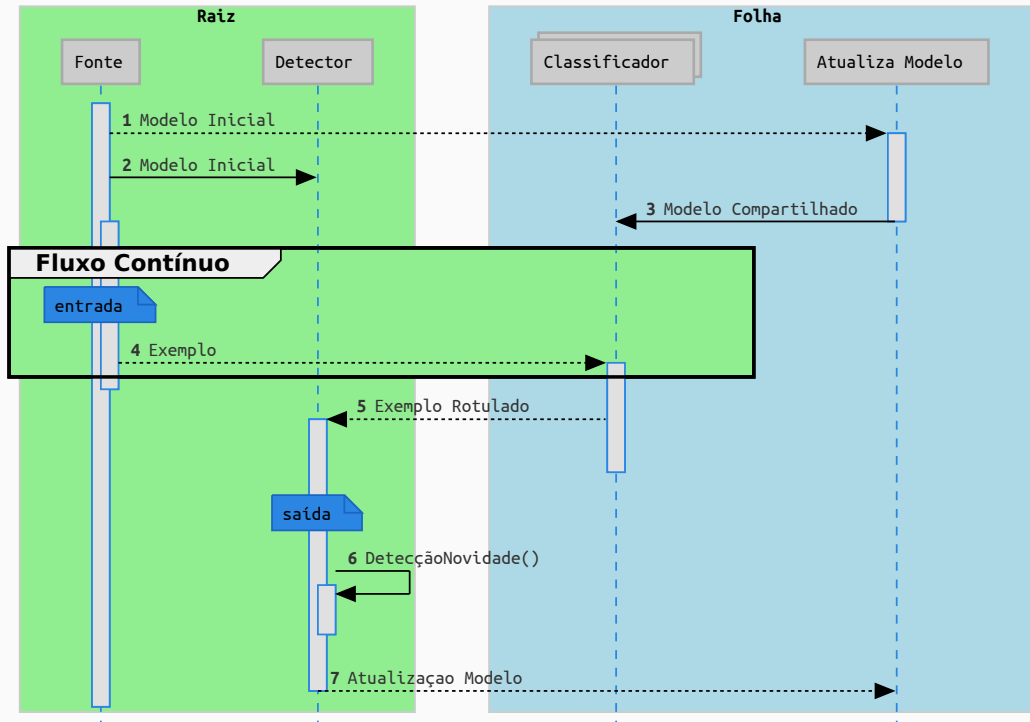 Raiz
Folha
Fonte
Detector
Classificador
Atualiza Modelo
1 Modelo Inicial
2 Modelo Inicial
3 Modelo Compartilhado
Fluxo Contínuo
entrada
4 Exemplo
5 Exemplo Rotulado
saída
6 DetecçãoNovidade()
7 Atualizaçao Modelo